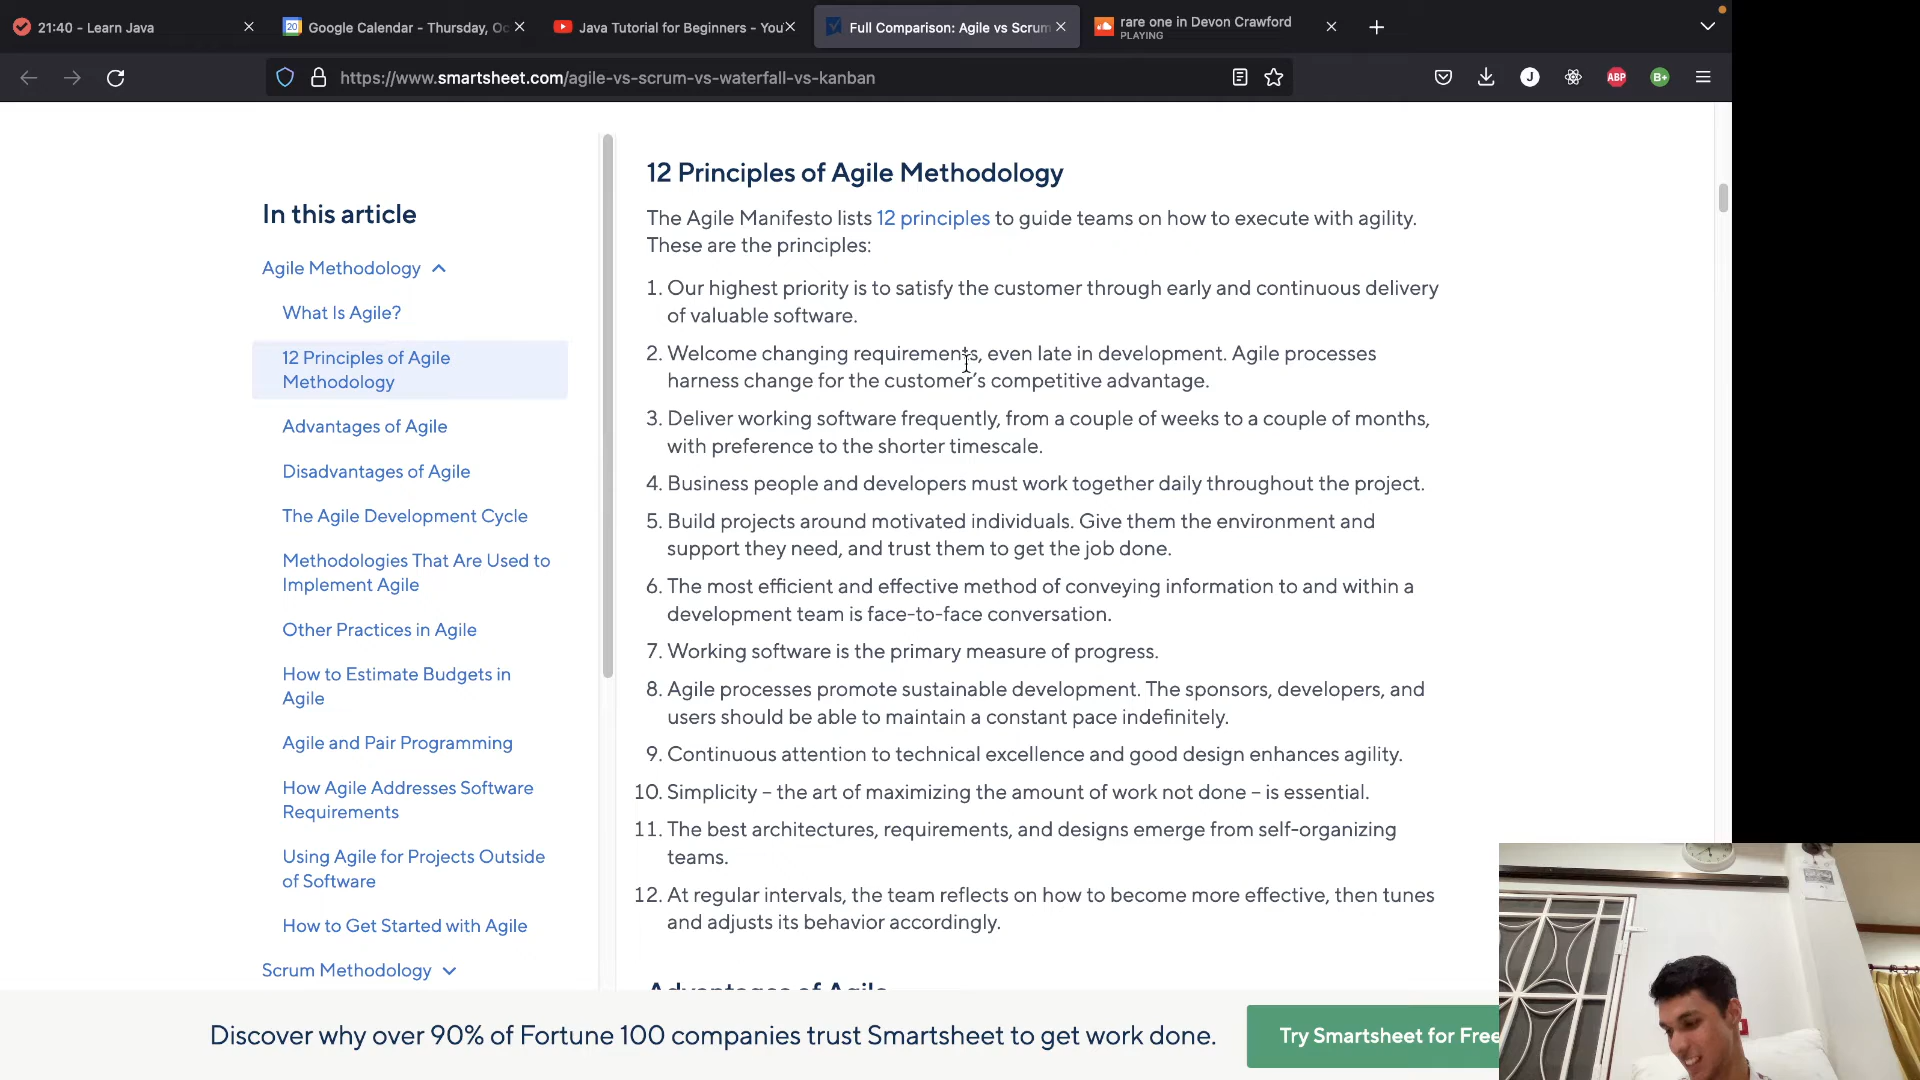 21:40 - Learn Java
Google Calendar - Thursday, Oc
Java Tutorial for Beginners - You
Full Comparison: Agile vs Scrum
rare one in Devon Crawford
PLAYING
https://www.smartsheet.com/agile-vs-scrum-vs-waterfall-vs-kanban
J
ABP
B+
In this article
Agile Methodology
What Is Agile?
12 Principles of Agile
Methodology
Advantages of Agile
Disadvantages of Agile
The Agile Development Cycle
Methodologies That Are Used to
Implement Agile
Other Practices in Agile
How to Estimate Budgets in
Agile
Agile and Pair Programming
How Agile Addresses Software
Requirements
Using Agile for Projects Outside
of Software
How to Get Started with Agile
Scrum Methodology
12 Principles of Agile Methodology
The Agile Manifesto lists 12 principles to guide teams on how to execute with agility.
These are the principles:
1. Our highest priority is to satisfy the customer through early and continuous delivery
of valuable software.
2. Welcome changing requirements, even late in development. Agile processes
harness change for the customer’s competitive advantage.
3. Deliver working software frequently, from a couple of weeks to a couple of months,
with preference to the shorter timescale.
4. Business people and developers must work together daily throughout the project.
5. Build projects around motivated individuals. Give them the environment and
support they need, and trust them to get the job done.
6. The most efficient and effective method of conveying information to and within a
development team is face-to-face conversation.
7. Working software is the primary measure of progress.
8. Agile processes promote sustainable development. The sponsors, developers, and
users should be able to maintain a constant pace indefinitely.
9. Continuous attention to technical excellence and good design enhances agility.
10. Simplicity – the art of maximizing the amount of work not done – is essential.
11. The best architectures, requirements, and designs emerge from self-organizing
teams.
12. At regular intervals, the team reflects on how to become more effective, then tunes
and adjusts its behavior accordingly.
Advantages of Agile
Discover why over 90% of Fortune 100 companies trust Smartsheet to get work done.
Try Smartsheet for Free